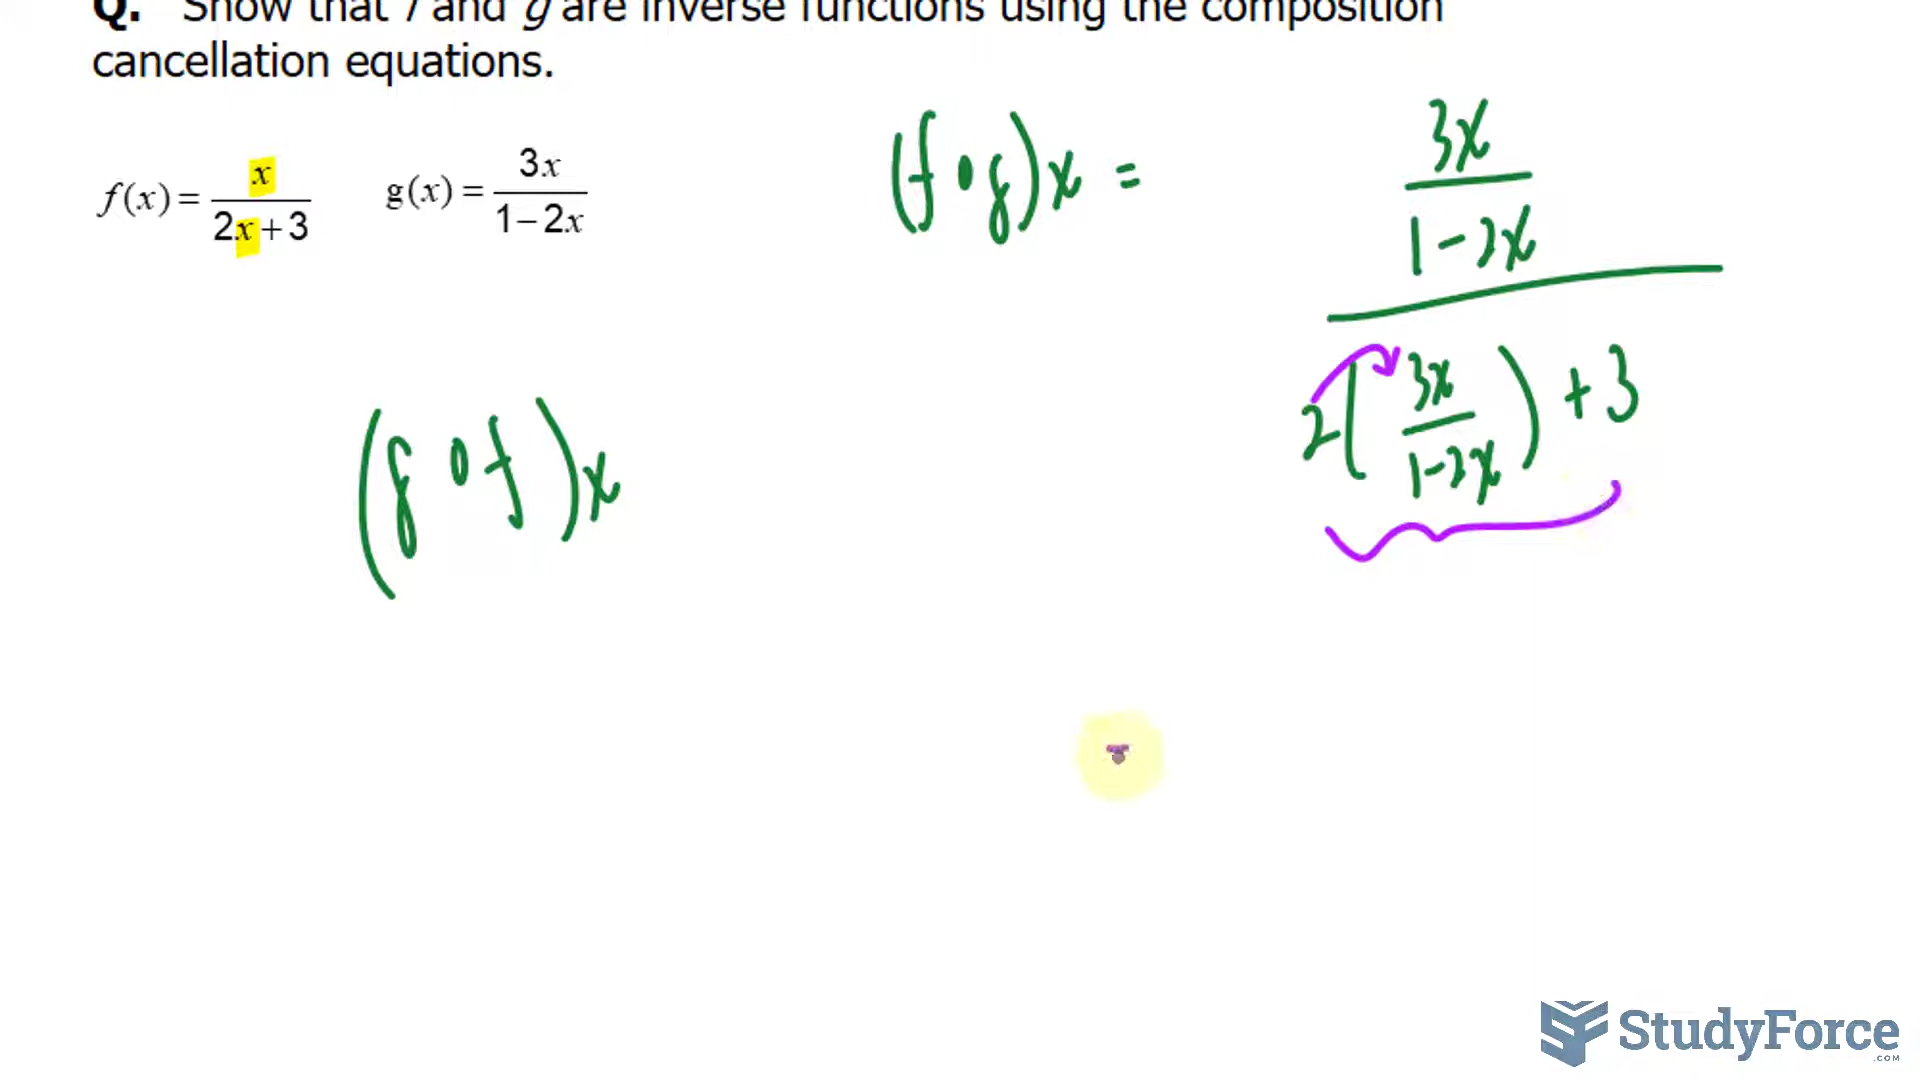 Q. Show that f and g are inverse functions using the composition
cancellation equations.
f(x) = x / 2x + 3
g(x) = 3x / 1 − 2x
(f ∘ g)x = 3x / 1 − 2x
2(3x / 1 − 2x) + 3
(g ∘ f)x
StudyForce
.COM